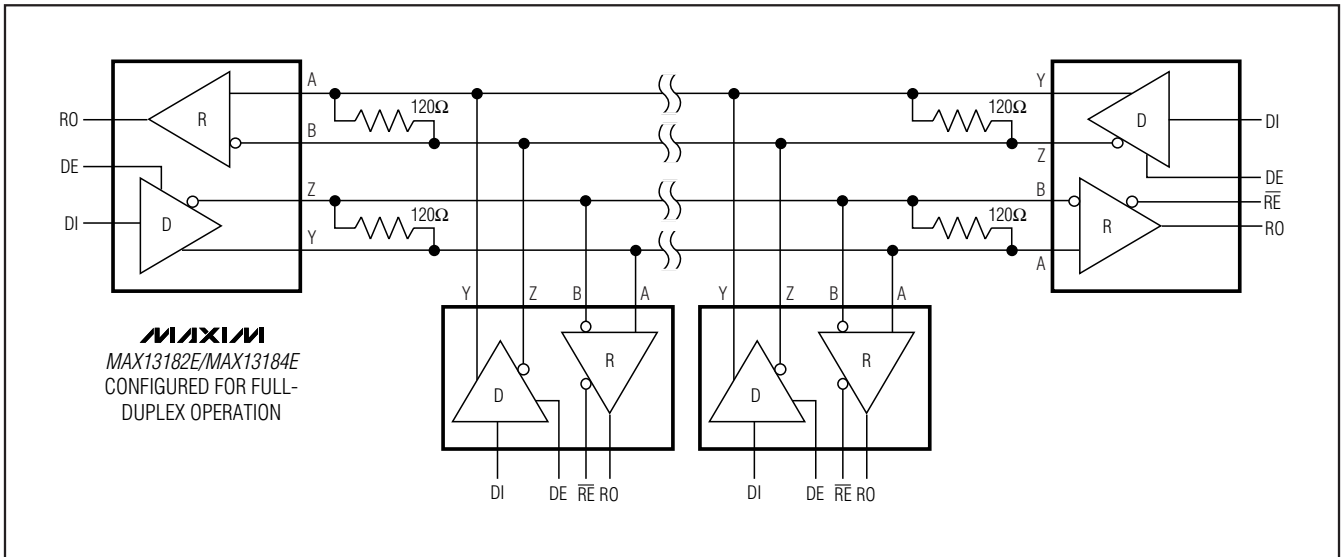 A
Y
120Ω
120Ω
RO
R
D
DI
B
Z
DE
DE
Z
B
RE
120Ω
120Ω
DI
D
R
RO
Y
A
Y Z B A
Y Z B A
MAXIM
MAX13182E/MAX13184E
CONFIGURED FOR FULL-
DUPLEX OPERATION
R
R
D
D
DI DE RE RO
DI DE RE RO